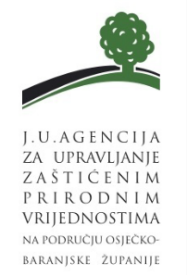 J.U.AGENCIJA
ZA UPRAVLJANJE
ZAŠTIĆENIM
PRIRODNIM
VRIJEDNOSTIMA
NA PODRUČJU OSJEČKO-
BARANJSKE ŽUPANIJE